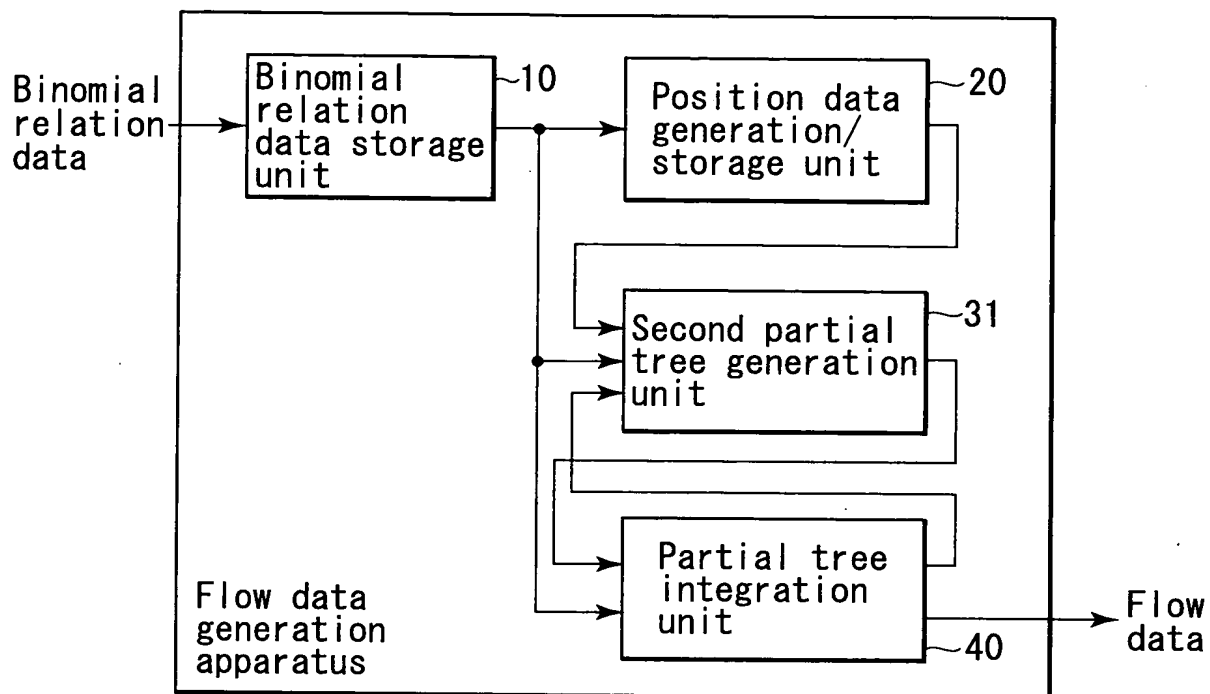 Binomial
relation
data
Binomial
relation
data storage
unit
10
Position data
generation/
storage unit
20
Second partial
tree generation
unit
31
Partial tree
integration
unit
40
Flow data
generation
apparatus
Flow
data